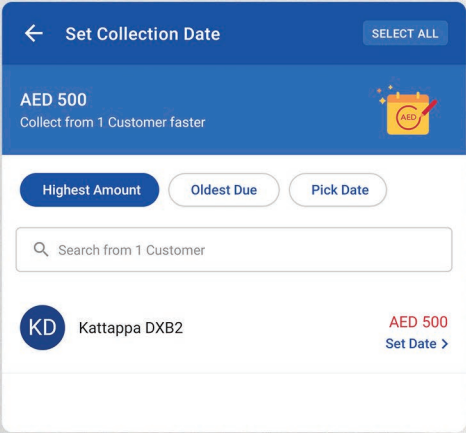 Set Collection Date
SELECT ALL
AED 500
Collect from 1 Customer faster
AED
Highest Amount
Oldest Due
Pick Date
Search from 1 Customer
KD
Kattappa DXB2
AED 500
Set Date